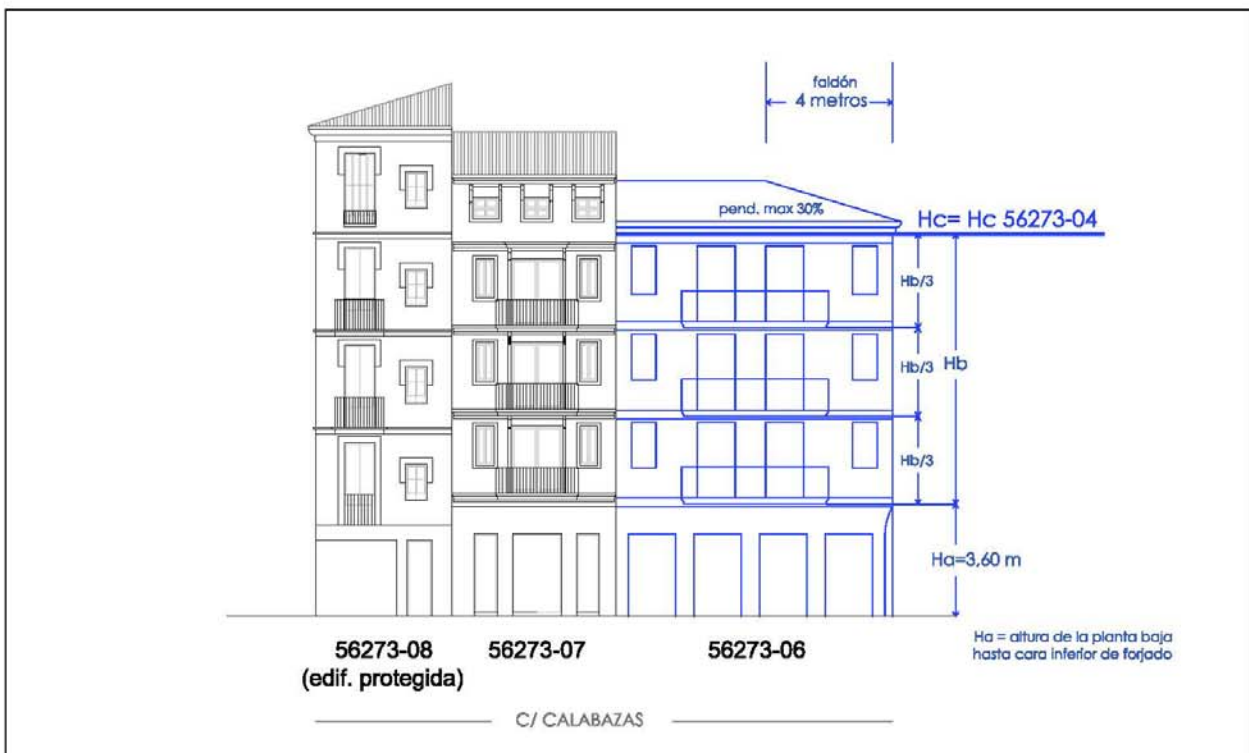 faldón
4 metros
pend, max 30%
Hc= Hc 56273-04
Hb/3
Hb/3
Hb
Hb/3
Ha=3,60 m
56273-08
(edif. protegida)
56273-07
56273-06
Ha = altura de la planta baja
hasta cara inferior de forjado
C/ CALABAZAS